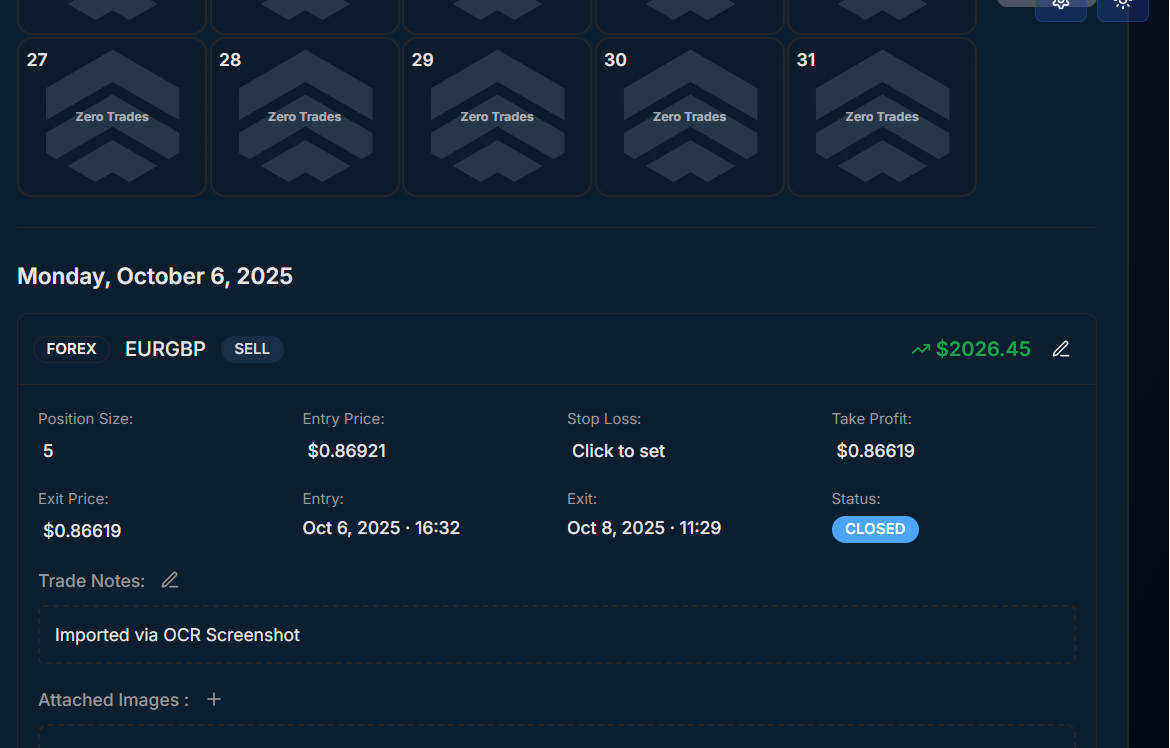 27 28 29 30 31
Zero Trades Zero Trades Zero Trades Zero Trades Zero Trades
Monday, October 6, 2025
FOREX EURGBP SELL $2026.45
Position Size: Entry Price: Stop Loss: Take Profit:
5 $0.86921 Click to set $0.86619
Exit Price: Entry: Exit: Status:
$0.86619 Oct 6, 2025 · 16:32 Oct 8, 2025 · 11:29 CLOSED
Trade Notes:
Imported via OCR Screenshot
Attached Images : +